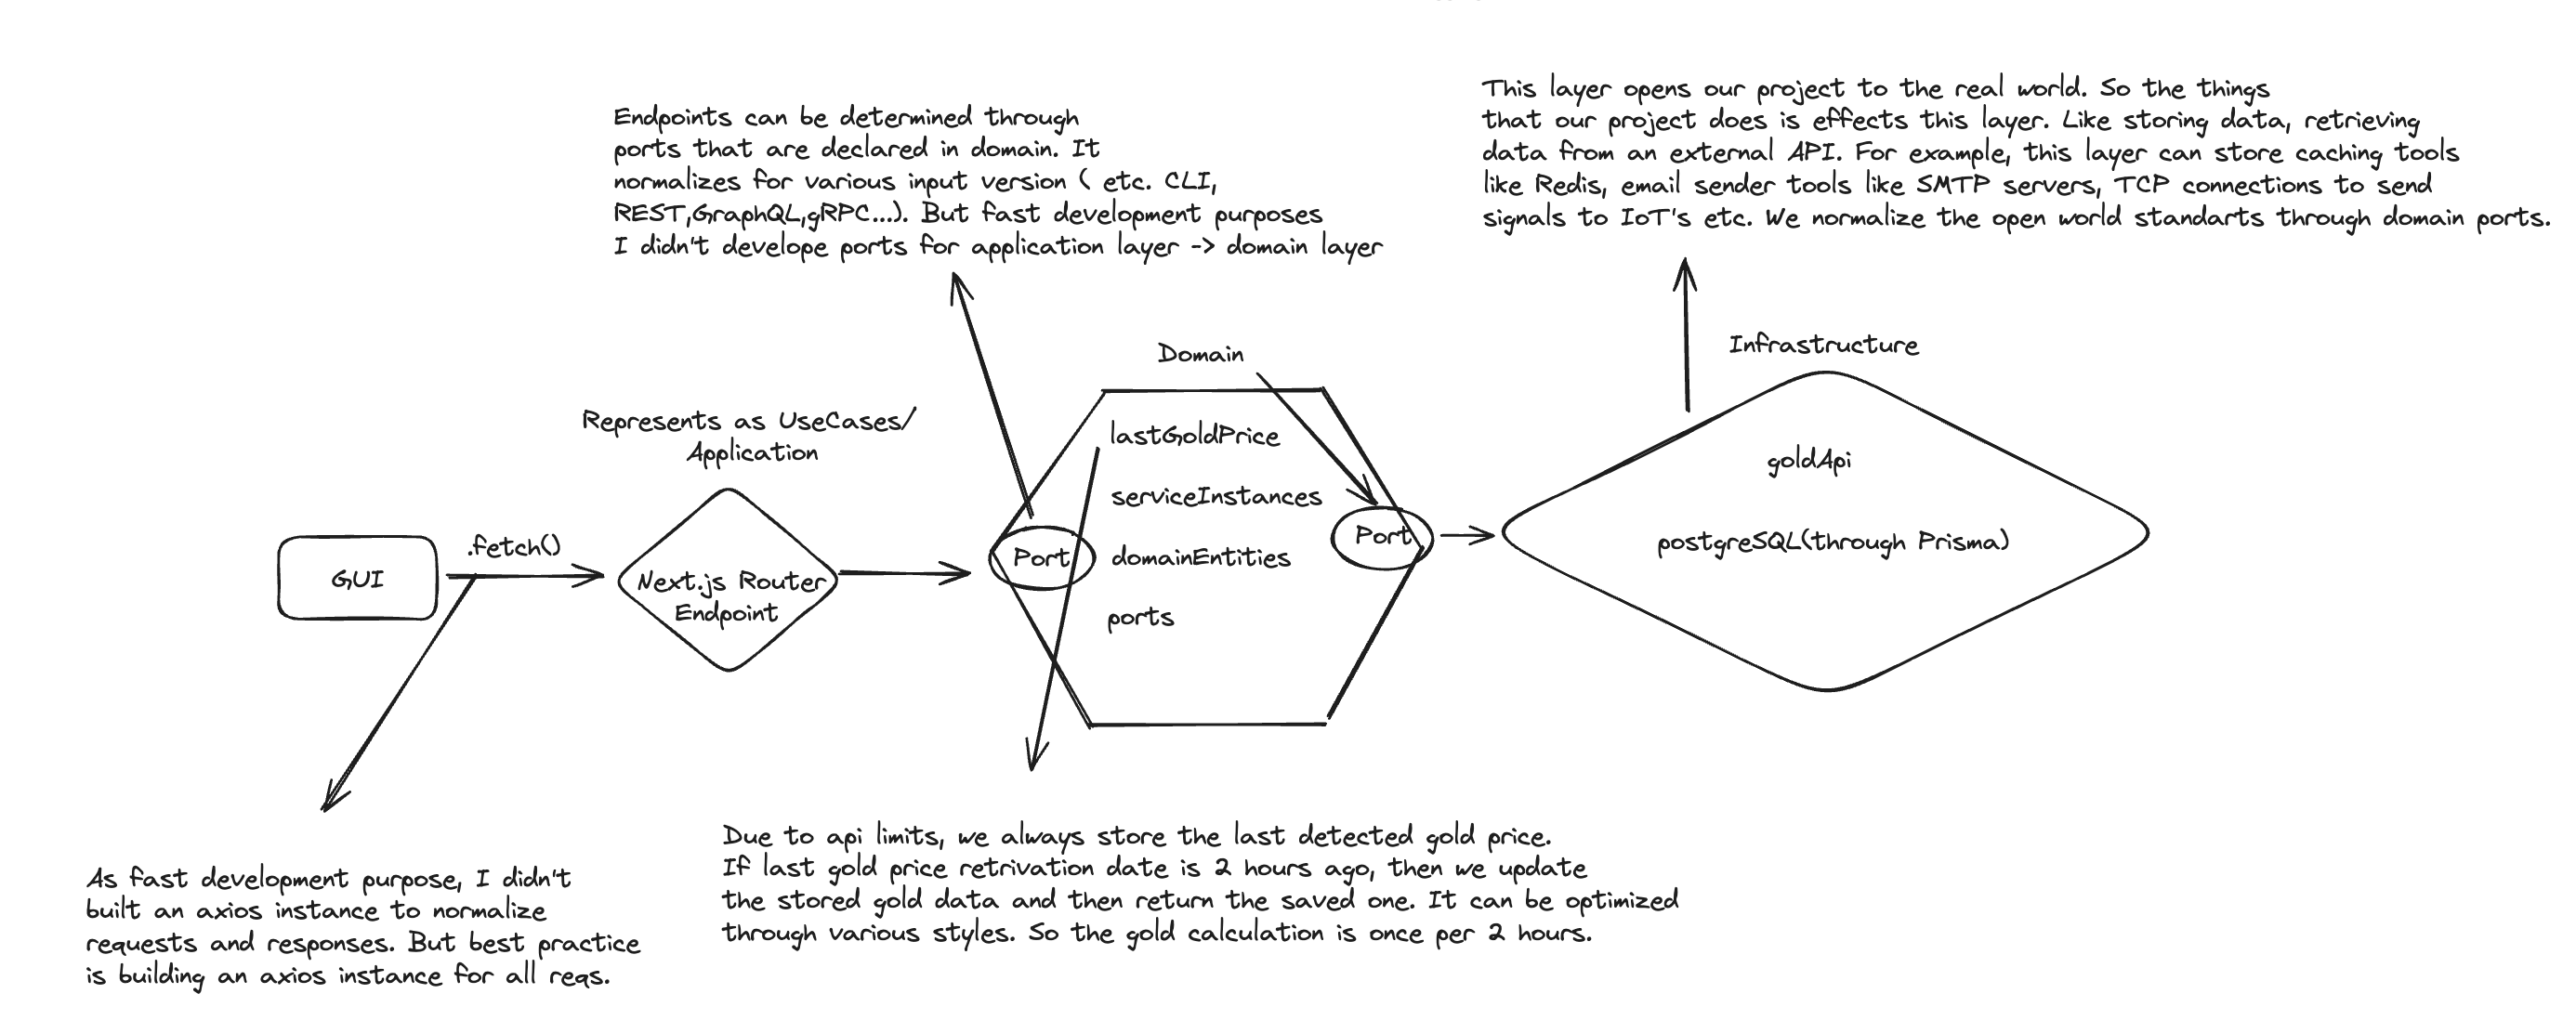 This layer opens our project to the real world. So the things
that our project does is effects this layer. Like storing data, retrieving
data from an external API. For example, this layer can store caching tools
like Redis, email sender tools like SMTP servers, TCP connections to send
signals to IoT's etc. We normalize the open world standarts through domain ports.
Endpoints can be determined through
ports that are declared in domain. It
normalizes for various input version ( etc. CLI,
REST,GraphQL,gRPC...). But fast development purposes
I didn't develope ports for application layer -> domain layer
Infrastructure
Domain
Represents as UseCases/
Application
lastGoldPrice
serviceInstances
domainEntities
ports
goldApi
postgreSQL(through Prisma)
GUI
.fetch()
Next.js Router
Endpoint
Port
Port
Due to api limits, we always store the last detected gold price.
If last gold price retrivation date is 2 hours ago, then we update
the stored gold data and then return the saved one. It can be optimized
through various styles. So the gold calculation is once per 2 hours.
As fast development purpose, I didn't
built an axios instance to normalize
requests and responses. But best practice
is building an axios instance for all reqs.